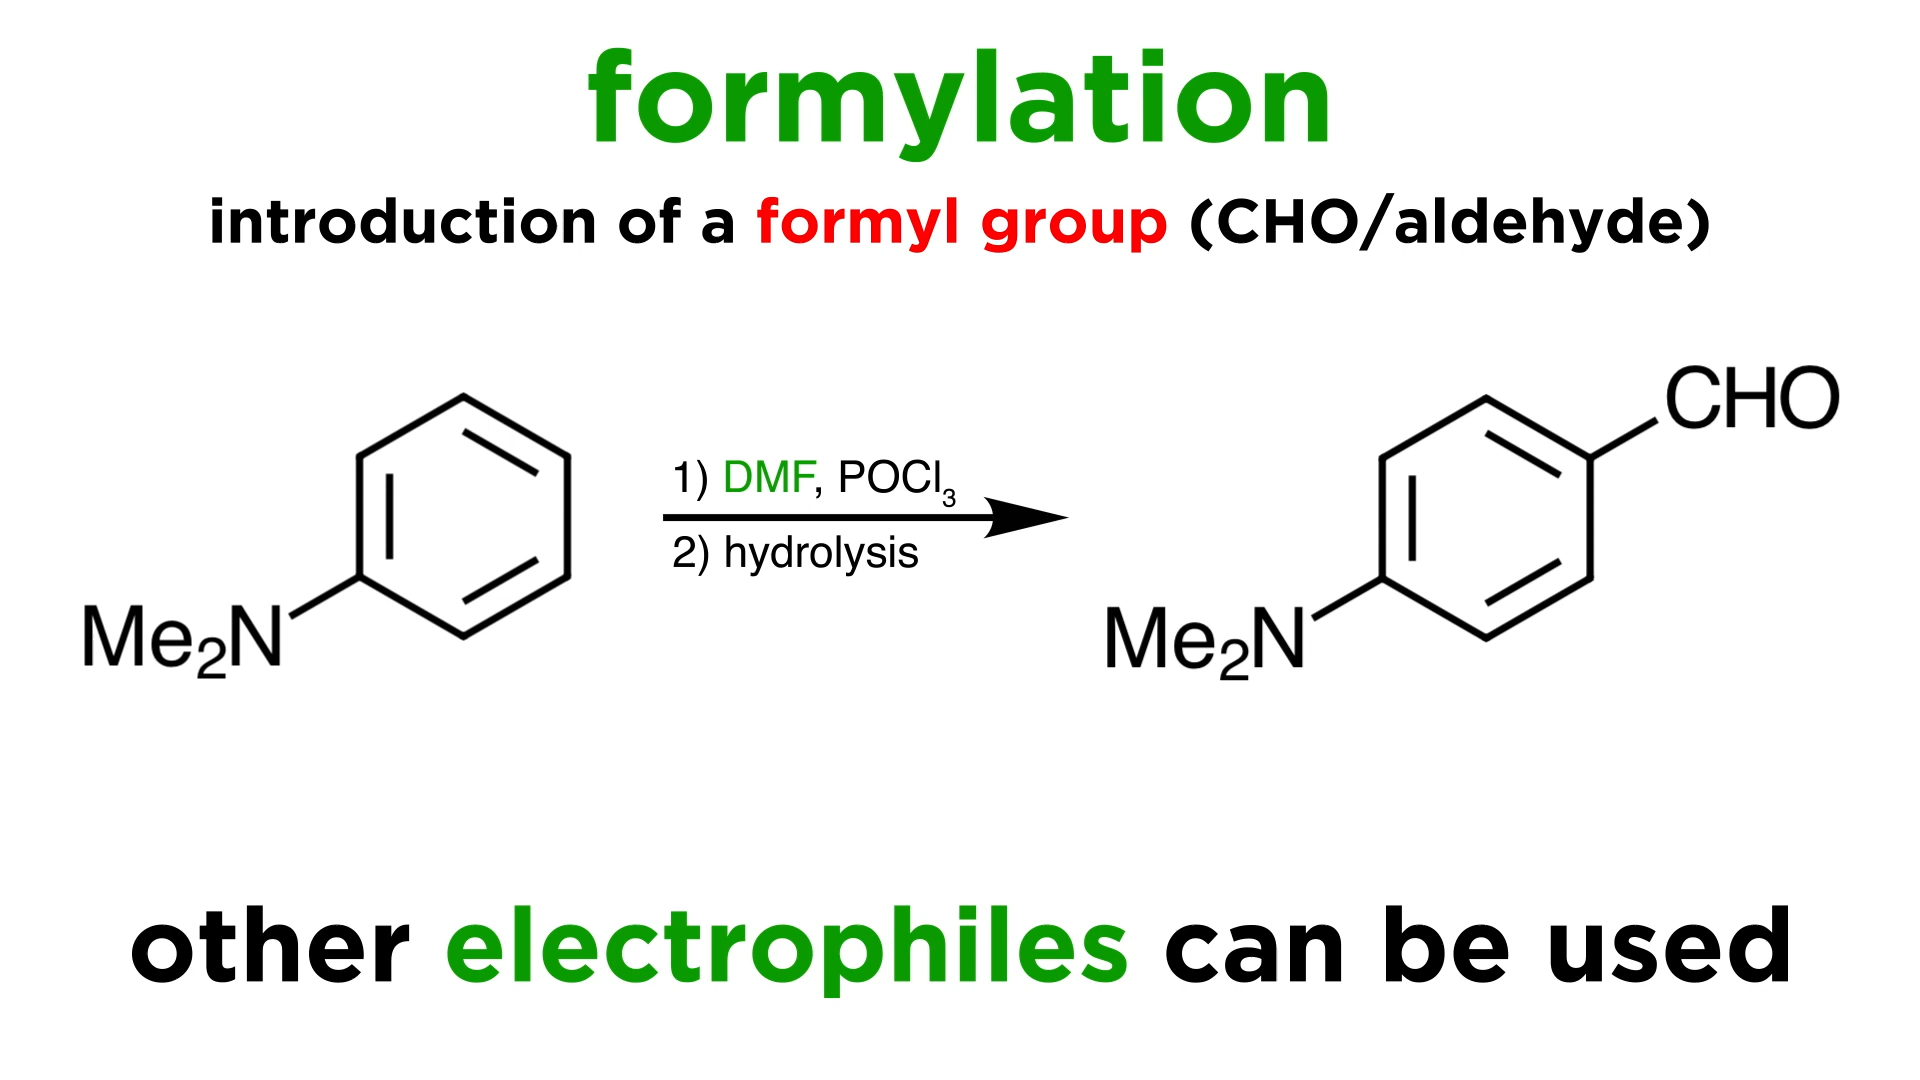 formylation
introduction of a formyl group (CHO/aldehyde)
CHO
1) DMF, POCl₃
2) hydrolysis
Me₂N
Me₂N
other electrophiles can be used